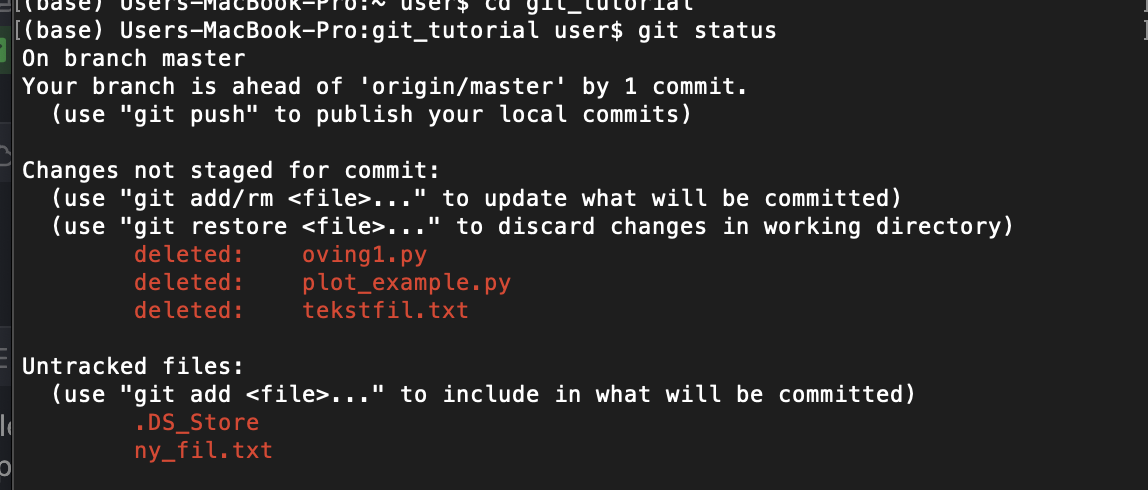 [(base) Users-MacBook-Pro:~ user$ cd git_tutorial
[(base) Users-MacBook-Pro:git_tutorial user$ git status ]
On branch master
Your branch is ahead of 'origin/master' by 1 commit.
  (use "git push" to publish your local commits)

Changes not staged for commit:
  (use "git add/rm <file>..." to update what will be committed)
  (use "git restore <file>..." to discard changes in working directory)
        deleted:    oving1.py
        deleted:    plot_example.py
        deleted:    tekstfil.txt

Untracked files:
  (use "git add <file>..." to include in what will be committed)
        .DS_Store
        ny_fil.txt